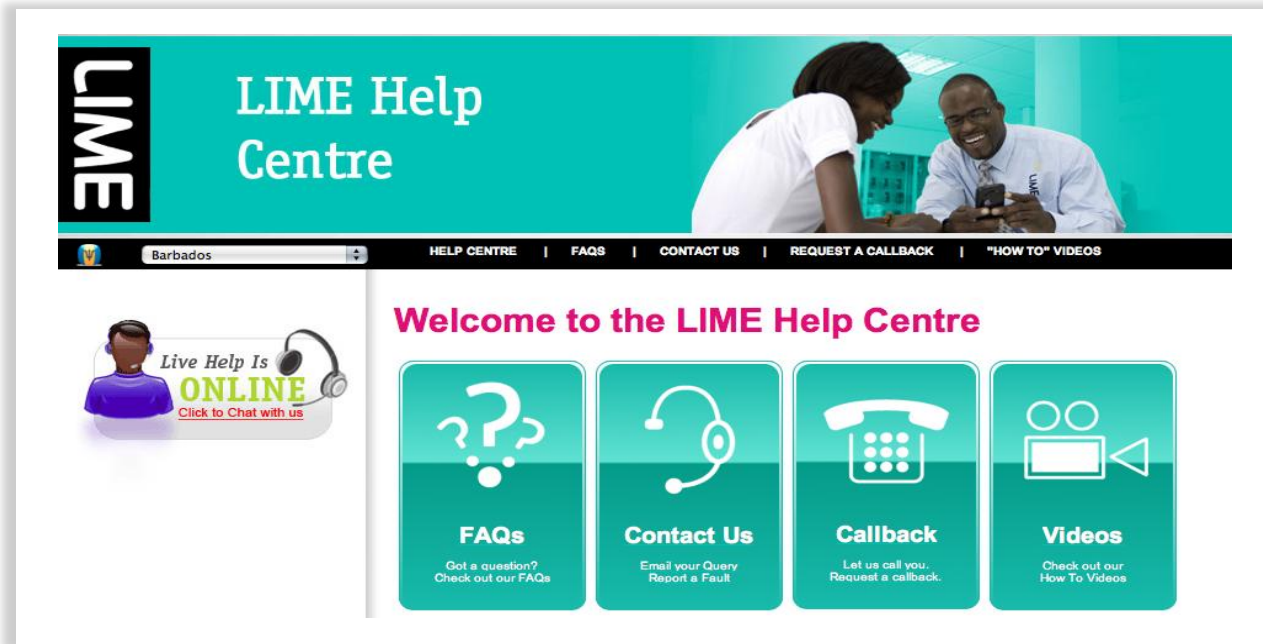 LIME
LIME Help
Centre
LIME
Barbados
HELP CENTRE | FAQS | CONTACT US | REQUEST A CALLBACK | "HOW TO" VIDEOS
Live Help Is
ONLINE
Click to Chat with us
Welcome to the LIME Help Centre
FAQs
Got a question?
Check out our FAQs
Contact Us
Email your Query
Report a Fault
Callback
Let us call you.
Request a callback.
Videos
Check out our
How To Videos